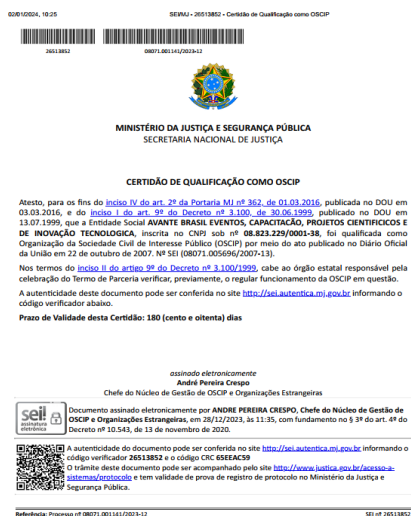 02/01/2024, 10:25
SEI/MJ • 26513852 • Certidão de Qualificação como OSCIP
26513852
08071.001141/2023-12
MINISTÉRIO DA JUSTIÇA E SEGURANÇA PÚBLICA
SECRETARIA NACIONAL DE JUSTIÇA
CERTIDÃO DE QUALIFICAÇÃO COMO OSCIP
Atesto, para os fins do inciso IV do art. 2º da Portaria MJ nº 362, de 01.03.2016, publicada no DOU em
03.03.2016, e do inciso I do art. 9º do Decreto nº 3.100, de 30.06.1999, publicado no DOU em
13.07.1999, que a Entidade Social AVANTE BRASIL EVENTOS, CAPACITACÃO, PROJETOS CIENTIFICICOS E
DE INOVAÇÃO TECNOLOGICA, inscrita no CNPJ sob nº 08.823.229/0001-38, foi qualificada como
Organização da Sociedade Civil de Interesse Público (OSCIP) por meio do ato publicado no Diário Oficial
da União em 22 de outubro de 2007. Nº SEI (08071.005696/2007-13).
Nos termos do inciso II do artigo 9º do Decreto nº 3.100/1999, cabe ao órgão estatal responsável pela
celebração do Termo de Parceria verificar, previamente, o regular funcionamento da OSCIP em questão.
A autenticidade deste documento pode ser conferida no site http://sei.autentica.mj.gov.br informando o
código verificador abaixo.
Prazo de Validade desta Certidão: 180 (cento e oitenta) dias
assinado eletronicamente
André Pereira Crespo
Chefe do Núcleo de Gestão de OSCIP e Organizações Estrangeiras
sei!
assinatura
eletrônica
Documento assinado eletronicamente por ANDRE PEREIRA CRESPO, Chefe do Núcleo de Gestão de
OSCIP e Organizações Estrangeiras, em 28/12/2023, às 11:35, com fundamento no § 3º do art. 4º do
Decreto nº 10.543, de 13 de novembro de 2020.
A autenticidade do documento pode ser conferida no site http://sei.autentica.mj.gov.br informando o
código verificador 26513852 e o código CRC 65EEAC59
O trâmite deste documento pode ser acompanhado pelo site http://www.justica.gov.br/acesso-a-
sistemas/protocolo e tem validade de prova de registro de protocolo no Ministério da Justiça e
Segurança Pública.
Referência: Processo nº 08071.001141/2023-12
SEI nº 26513852